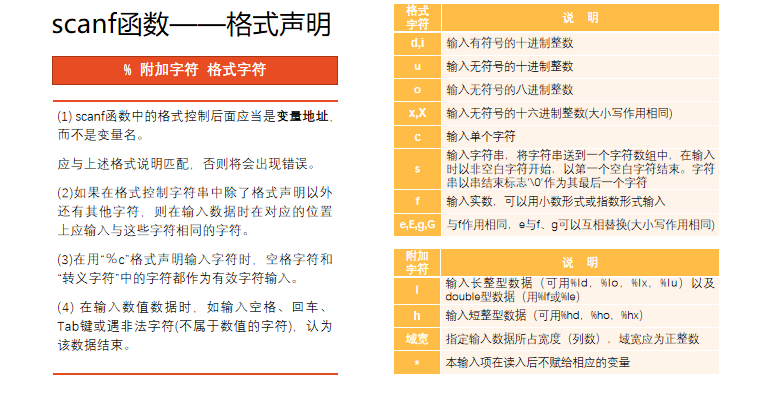 scanf函数——格式声明
% 附加字符 格式字符
(1) scanf函数中的格式控制后面应当是变量地址，
而不是变量名。
应与上述格式说明匹配，否则将会出现错误。
(2)如果在格式控制字符串中除了格式声明以外
还有其他字符，则在输入数据时在对应的位置
上应输入与这些字符相同的字符。
(3)在用“%c”格式声明输入字符时，空格字符和
“转义字符”中的字符都作为有效字符输入。
(4) 在输入数值数据时，如输入空格、回车、
Tab键或遇非法字符(不属于数值的字符)，认为
该数据结束。
格式
字符
说 明
d,i 输入有符号的十进制整数
u 输入无符号的十进制整数
o 输入无符号的八进制整数
x,X 输入无符号的十六进制整数(大小写作用相同)
c 输入单个字符
s 输入字符串，将字符串送到一个字符数组中，在输入
时以非空白字符开始，以第一个空白字符结束。字符
串以串结束标志'\0'作为其最后一个字符
f 输入实数，可以用小数形式或指数形式输入
e,E,g,G 与f作用相同，e与f、g可以互相替换(大小写作用相同)
附加
字符
说 明
l 输入长整型数据（可用%ld，%lo，%lx，%lu）以及
double型数据（用%lf或%le）
h 输入短整型数据（可用%hd，%ho，%hx）
域宽 指定输入数据所占宽度（列数），域宽应为正整数
* 本输入项在读入后不赋给相应的变量